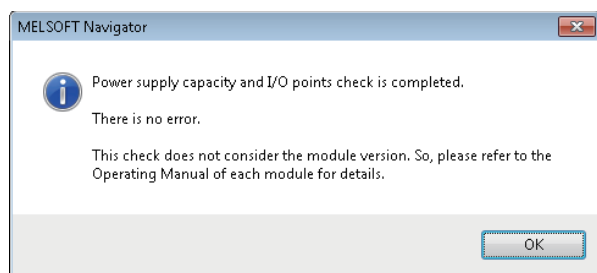 MELSOFT Navigator
Power supply capacity and I/O points check is completed.
There is no error.
This check does not consider the module version. So, please refer to the
Operating Manual of each module for details.
OK